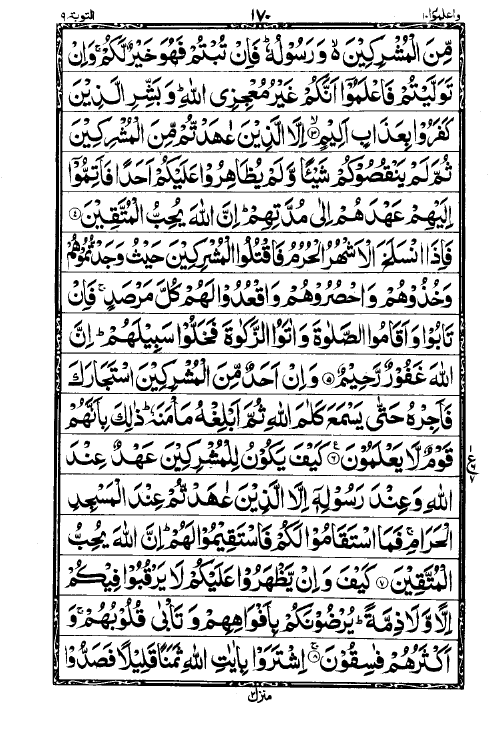 واعلموا ١٠
١٧٠
التوبة ٩
مِّنَ الْمُشْرِكِيْنَ ەۙ وَرَسُوْلُهٗ ؕ فَاِنْ تُبْتُمْ فَهُوَ خَيْرٌ لَّكُمْ ۚ وَاِنْ
تَوَلَّيْتُمْ فَاعْلَمُوْۤا اَنَّكُمْ غَيْرُ مُعْجِزِى اللّٰهِ ؕ وَبَشِّرِ الَّذِيْنَ
كَفَرُوْا بِعَذَابٍ اَلِيْمٍ ۙ‏﴿۳﴾ اِلَّا الَّذِيْنَ عٰهَدْتُّمْ مِّنَ الْمُشْرِكِيْنَ
ثُمَّ لَمْ يَنْقُصُوْكُمْ شَيْـًٔا وَّلَمْ يُظَاهِرُوْا عَلَيْكُمْ اَحَدًا فَاَتِمُّوْۤا
اِلَيْهِمْ عَهْدَهُمْ اِلٰى مُدَّتِهِمْ ؕ اِنَّ اللّٰهَ يُحِبُّ الْمُتَّقِيْنَ ﴿۴﴾
فَاِذَا انْسَلَخَ الْاَشْهُرُ الْحُرُمُ فَاقْتُلُوا الْمُشْرِكِيْنَ حَيْثُ وَجَدْتُّمُوْهُمْ
وَخُذُوْهُمْ وَاحْصُرُوْهُمْ وَاقْعُدُوْا لَهُمْ كُلَّ مَرْصَدٍ ۚ فَاِنْ
تَابُوْا وَاَقَامُوا الصَّلٰوةَ وَاٰتَوُا الزَّكٰوةَ فَخَلُّوْا سَبِيْلَهُمْ ؕ اِنَّ
اللّٰهَ غَفُوْرٌ رَّحِيْمٌ ﴿۵﴾ وَاِنْ اَحَدٌ مِّنَ الْمُشْرِكِيْنَ اسْتَجَارَكَ
فَاَجِرْهُ حَتّٰى يَسْمَعَ كَلٰمَ اللّٰهِ ثُمَّ اَبْلِغْهُ مَاْمَنَهٗ ؕ ذٰلِكَ بِاَنَّهُمْ
قَوْمٌ لَّا يَعْلَمُوْنَ ﴿۶﴾ كَيْفَ يَكُوْنُ لِلْمُشْرِكِيْنَ عَهْدٌ عِنْدَ
اللّٰهِ وَعِنْدَ رَسُوْلِهٖۤ اِلَّا الَّذِيْنَ عٰهَدْتُّمْ عِنْدَ الْمَسْجِدِ
الْحَرَامِ ۚ فَمَا اسْتَقَامُوْا لَكُمْ فَاسْتَقِيْمُوْا لَهُمْ ؕ اِنَّ اللّٰهَ يُحِبُّ
الْمُتَّقِيْنَ ﴿۷﴾ كَيْفَ وَاِنْ يَّظْهَرُوْا عَلَيْكُمْ لَا يَرْقُبُوْا فِيْكُمْ
اِلًّا وَّلَا ذِمَّةً ؕ يُرْضُوْنَكُمْ بِاَفْوَاهِهِمْ وَتَاْبٰى قُلُوْبُهُمْ ۚ وَ
اَكْثَرُهُمْ فٰسِقُوْنَ ۚ‏﴿۸﴾ اِشْتَرَوْا بِاٰيٰتِ اللّٰهِ ثَمَنًا قَلِيْلًا فَصَدُّوْا
منزل ٢